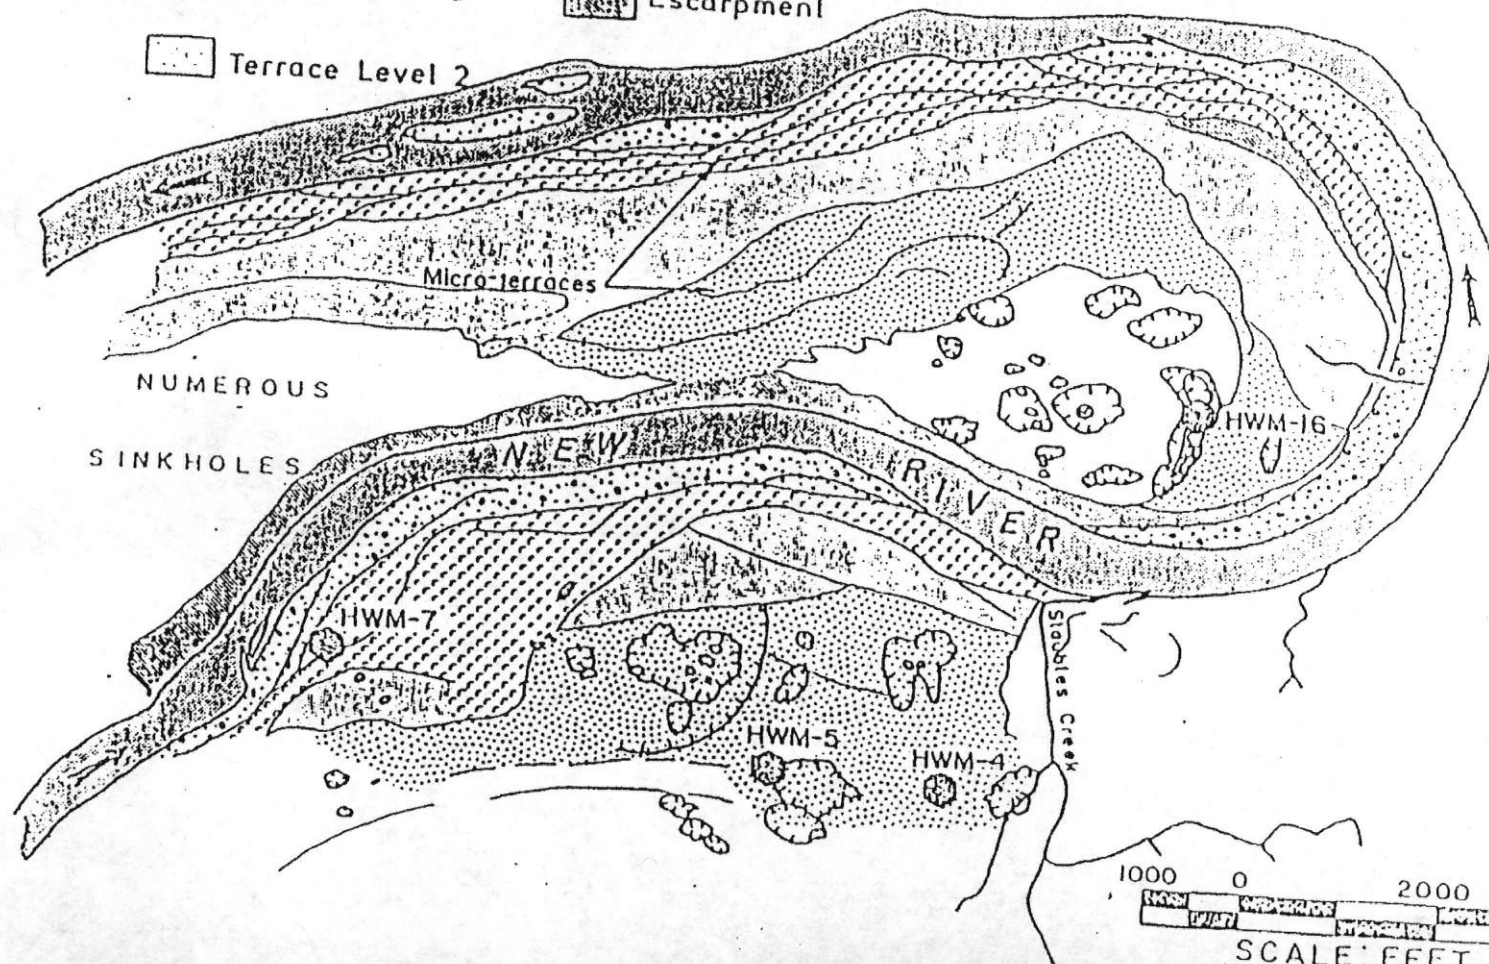 Escarpment
Terrace Level 2
Micro-terraces
NUMEROUS
SINKHOLES
NEW RIVER
HWM-16
HWM-7
HWM-5
HWM-4
Creek
1000 0 2000
SCALE FEET